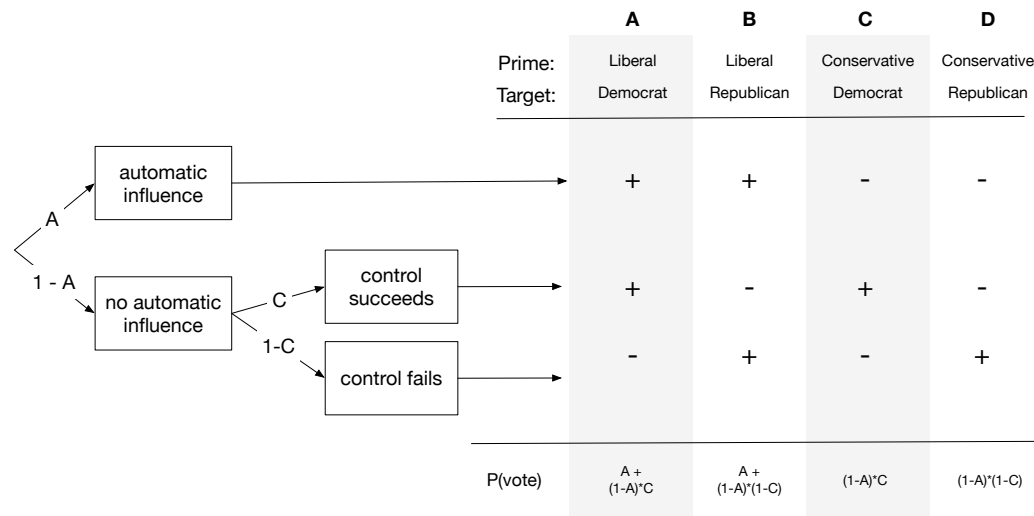 A B C D
Prime: Liberal Liberal Conservative Conservative
Target: Democrat Republican Democrat Republican
automatic
influence
+ + - -
A
1 - A
no automatic
influence
C
control
succeeds
+ - + -
1-C
control fails
- + - +
P(vote)
A +
(1-A)*C
A +
(1-A)*(1-C)
(1-A)*C
(1-A)*(1-C)